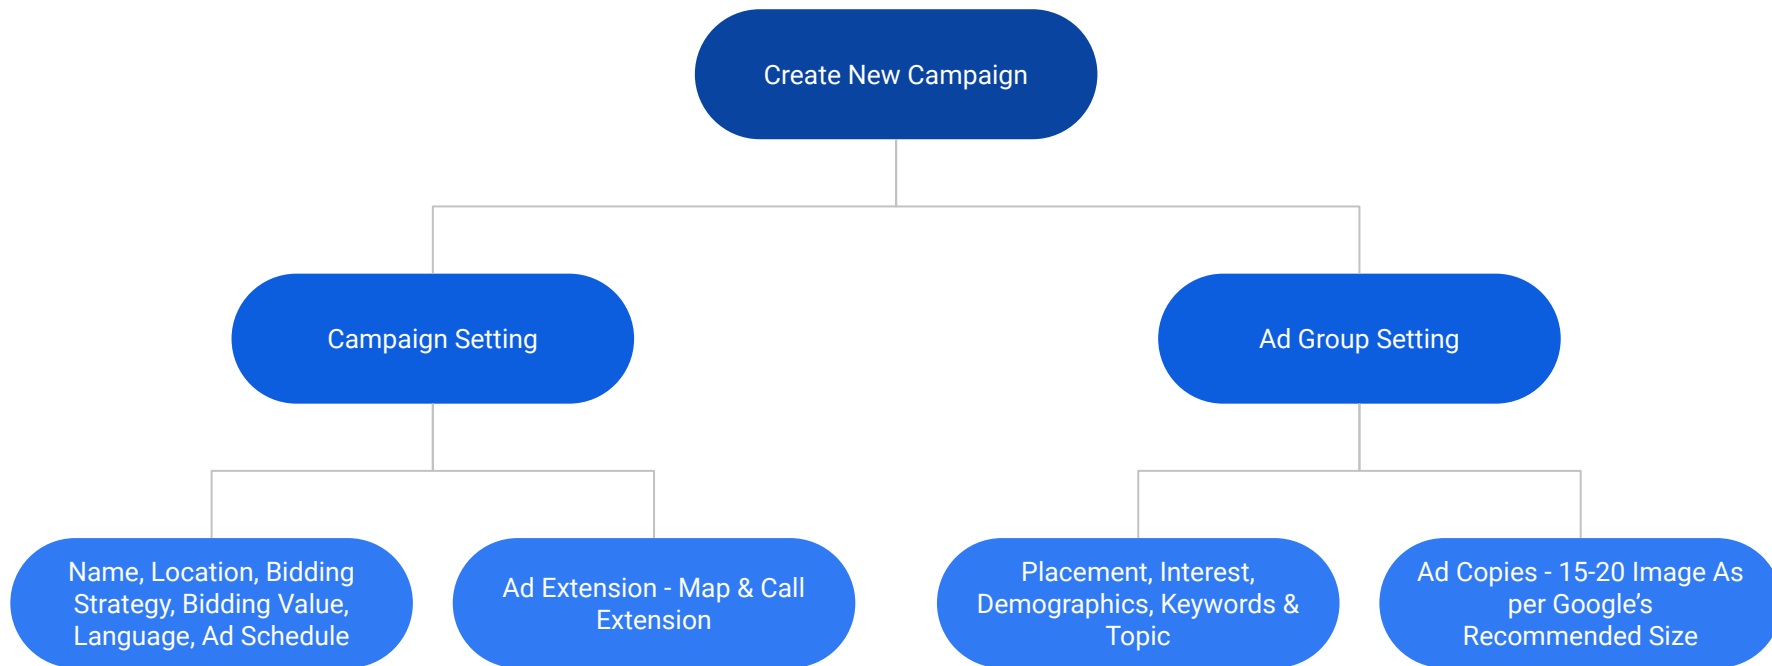 Create New Campaign
Campaign Setting
Ad Group Setting
Name, Location, Bidding
Strategy, Bidding Value,
Language, Ad Schedule
Ad Extension - Map & Call
Extension
Placement, Interest,
Demographics, Keywords &
Topic
Ad Copies - 15-20 Image As
per Google’s
Recommended Size